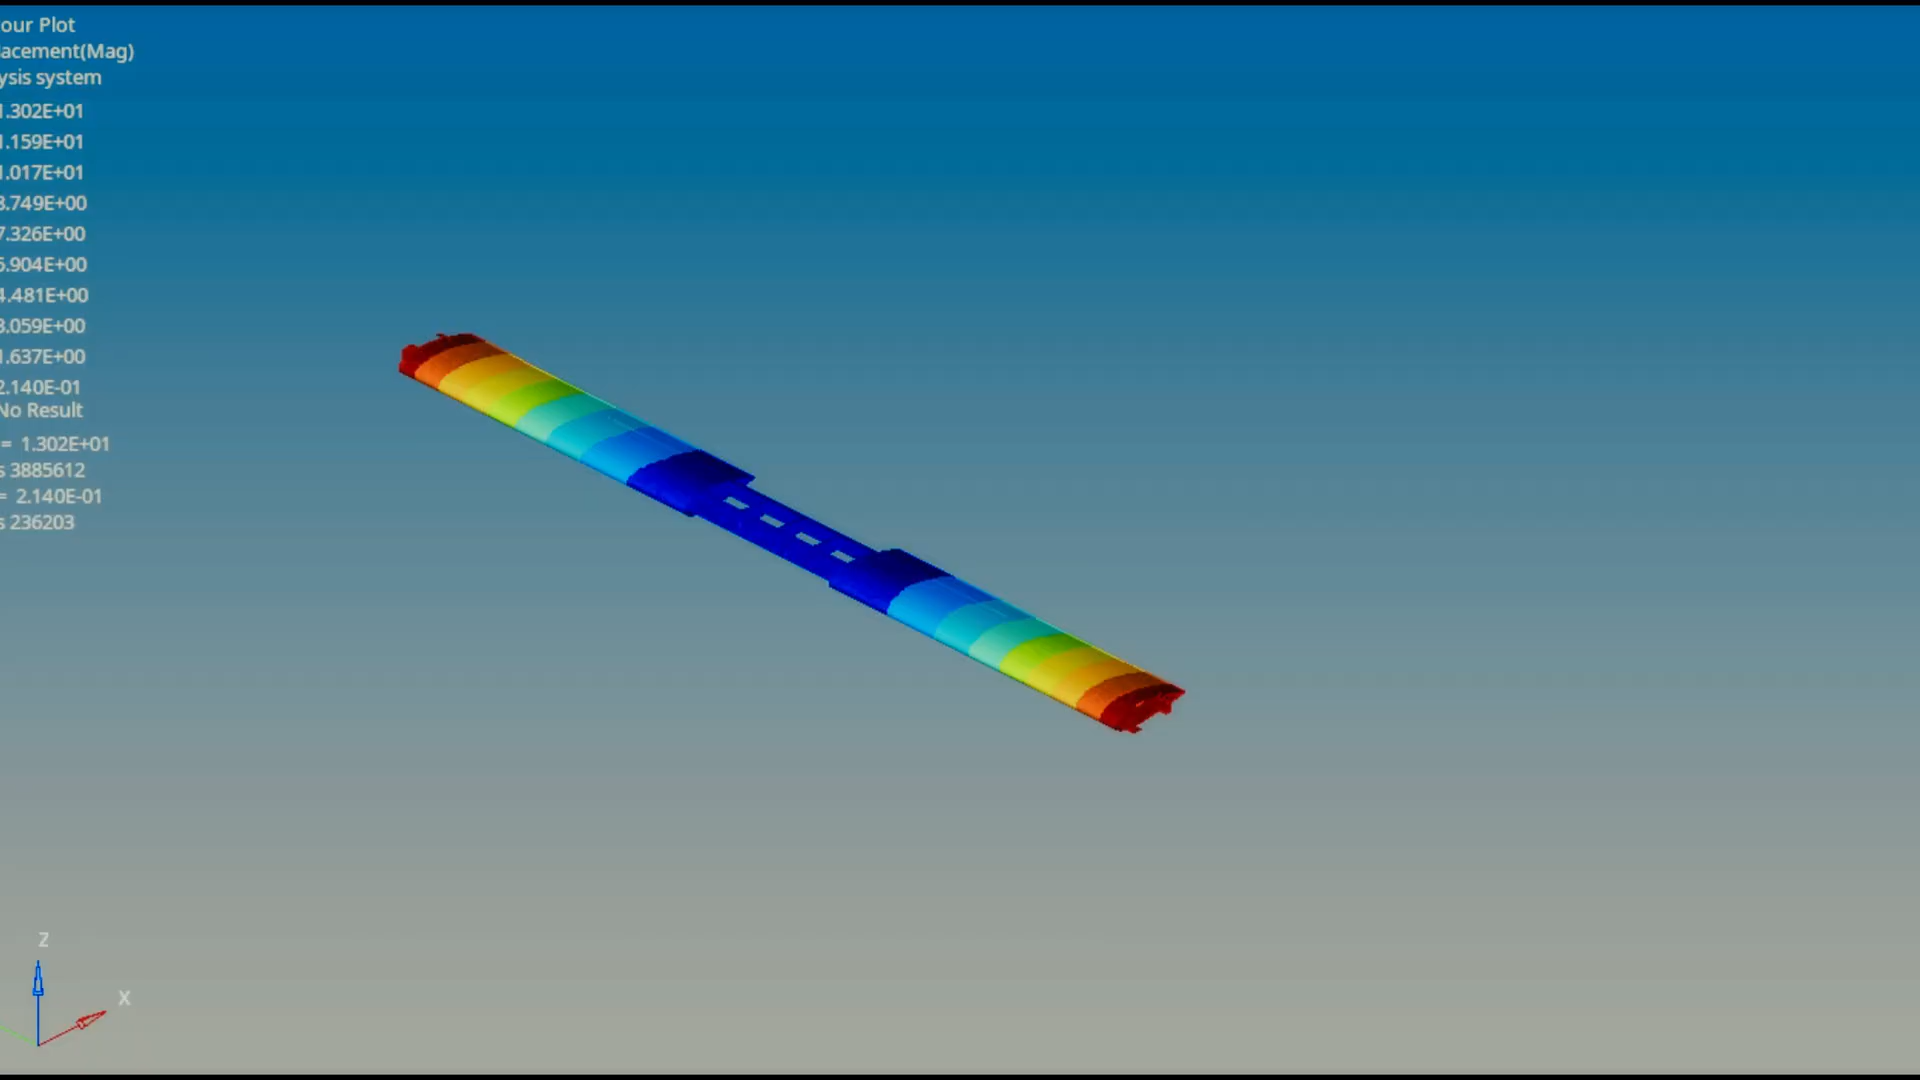 our Plot
lacement(Mag)
ysis system
1.302E+01
1.159E+01
1.017E+01
8.749E+00
7.326E+00
5.904E+00
4.481E+00
3.059E+00
1.637E+00
2.140E-01
No Result
= 1.302E+01
s 3885612
= 2.140E-01
s 236203
Z
X